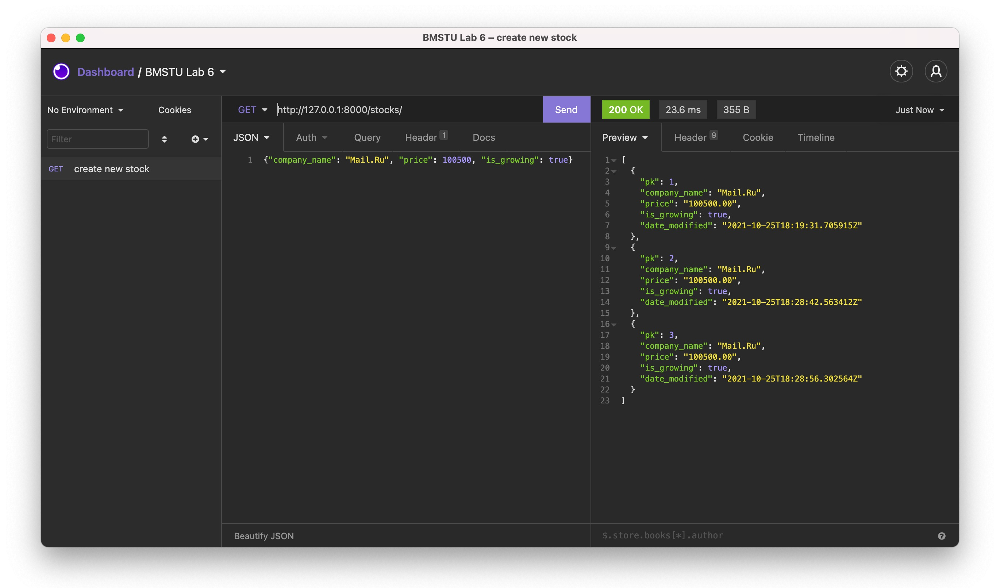 BMSTU Lab 6 – create new stock
Dashboard / BMSTU Lab 6
No Environment
Cookies
Filter
GET create new stock
GET http://127.0.0.1:8000/stocks/
Send
JSON Auth Query Header 1 Docs
1 {"company_name": "Mail.Ru", "price": 100500, "is_growing": true}
Beautify JSON
200 OK 23.6 ms 355 B Just Now
Preview Header 9 Cookie Timeline
1 [
2 {
3 "pk": 1,
4 "company_name": "Mail.Ru",
5 "price": "100500.00",
6 "is_growing": true,
7 "date_modified": "2021-10-25T18:19:31.705915Z"
8 },
9 {
10 "pk": 2,
11 "company_name": "Mail.Ru",
12 "price": "100500.00",
13 "is_growing": true,
14 "date_modified": "2021-10-25T18:28:42.563412Z"
15 },
16 {
17 "pk": 3,
18 "company_name": "Mail.Ru",
19 "price": "100500.00",
20 "is_growing": true,
21 "date_modified": "2021-10-25T18:28:56.302564Z"
22 }
23 ]
$.store.books[*].author